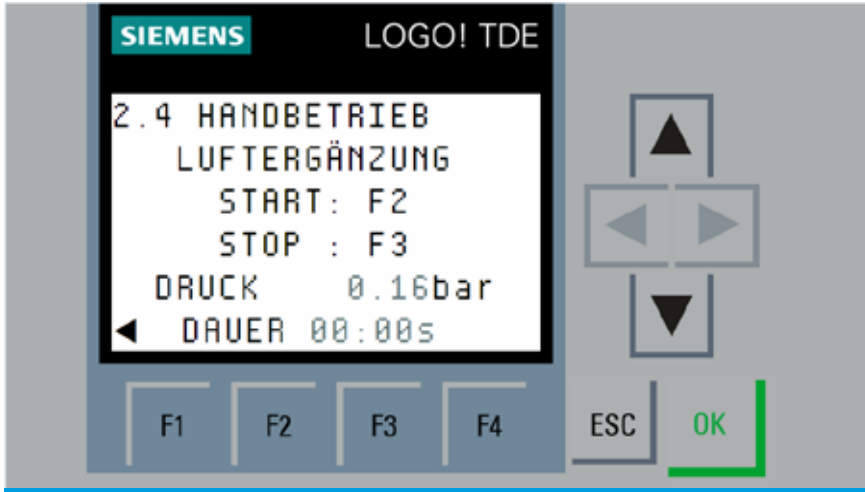 SIEMENS LOGO! TDE
2.4 HANDBETRIEB
LUFTERGÄNZUNG
START: F2
STOP : F3
DRUCK 0.16bar
◀ DAUER 00:00s
F1 F2 F3 F4 ESC OK